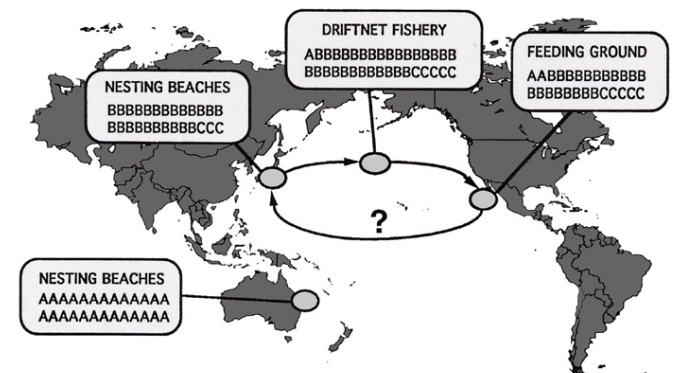 DRIFTNET FISHERY
ABBBBBBBBBBBBBBBB
BBBBBBBBBBBBCCCCC
FEEDING GROUND
AABBBBBBBBBBB
BBBBBBBBCCCCC
NESTING BEACHES
BBBBBBBBBBBBB
BBBBBBBBBBCCC
?
NESTING BEACHES
AAAAAAAAAAAAA
AAAAAAAAAAAAA